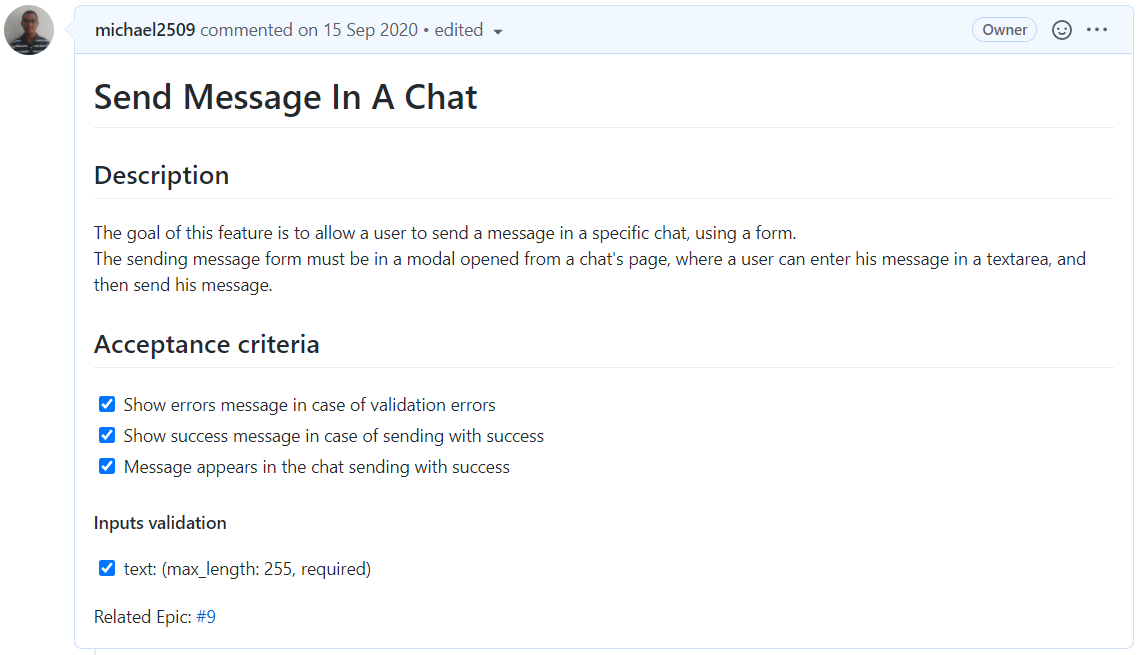 michael2509 commented on 15 Sep 2020 • edited
Owner
Send Message In A Chat
Description
The goal of this feature is to allow a user to send a message in a specific chat, using a form.
The sending message form must be in a modal opened from a chat's page, where a user can enter his message in a textarea, and
then send his message.
Acceptance criteria
Show errors message in case of validation errors
Show success message in case of sending with success
Message appears in the chat sending with success
Inputs validation
text: (max_length: 255, required)
Related Epic: #9